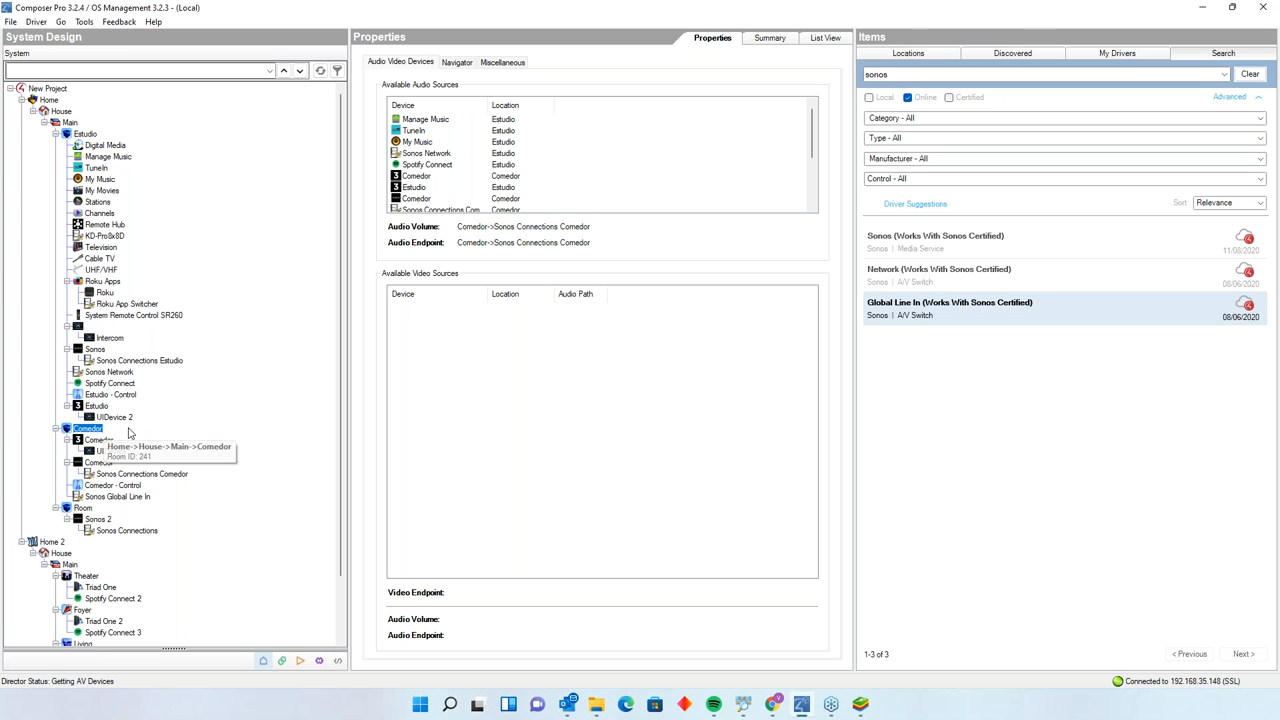 Composer Pro 3.2.4 / OS Management 3.2.3 - (Local)
File Driver Go Tools Feedback Help
System Design
System
New Project
Home
House
Main
Estudio
Digital Media
Manage Music
TuneIn
My Music
My Movies
Stations
Channels
Remote Hub
KD-Pro8x8D
Television
Cable TV
UHF/VHF
Roku Apps
Roku
Roku App Switcher
System Remote Control SR260
Intercom
Sonos
Sonos Connections Estudio
Sonos Network
Spotify Connect
Estudio - Control
Estudio
UIDevice 2
Comedor
Home->House->Main->Comedor
Room ID: 241
Sonos Connections Comedor
Comedor - Control
Sonos Global Line In
Room
Sonos 2
Sonos Connections
Home 2
House
Main
Theater
Triad One
Spotify Connect 2
Foyer
Triad One 2
Spotify Connect 3
Living
Director Status: Getting AV Devices
Properties
Properties Summary List View
Audio Video Devices Navigator Miscellaneous
Available Audio Sources
Device Location
Manage Music Estudio
TuneIn Estudio
My Music Estudio
Sonos Network Estudio
Spotify Connect Estudio
Comedor Comedor
Estudio Estudio
Comedor Comedor
Sonos Connections Com... Comedor
Audio Volume: Comedor->Sonos Connections Comedor
Audio Endpoint: Comedor->Sonos Connections Comedor
Available Video Sources
Device Location Audio Path
Video Endpoint:
Audio Volume:
Audio Endpoint:
Items
Locations Discovered My Drivers Search
sonos Clear
Local Online Certified Advanced
Category - All
Type - All
Manufacturer - All
Control - All
Driver Suggestions Sort Relevance
Sonos (Works With Sonos Certified)
Sonos | Media Service 11/08/2020
Network (Works With Sonos Certified)
Sonos | A/V Switch 08/06/2020
Global Line In (Works With Sonos Certified)
Sonos | A/V Switch 08/06/2020
1-3 of 3 < Previous Next >
Connected to 192.168.35.148 (SSL)